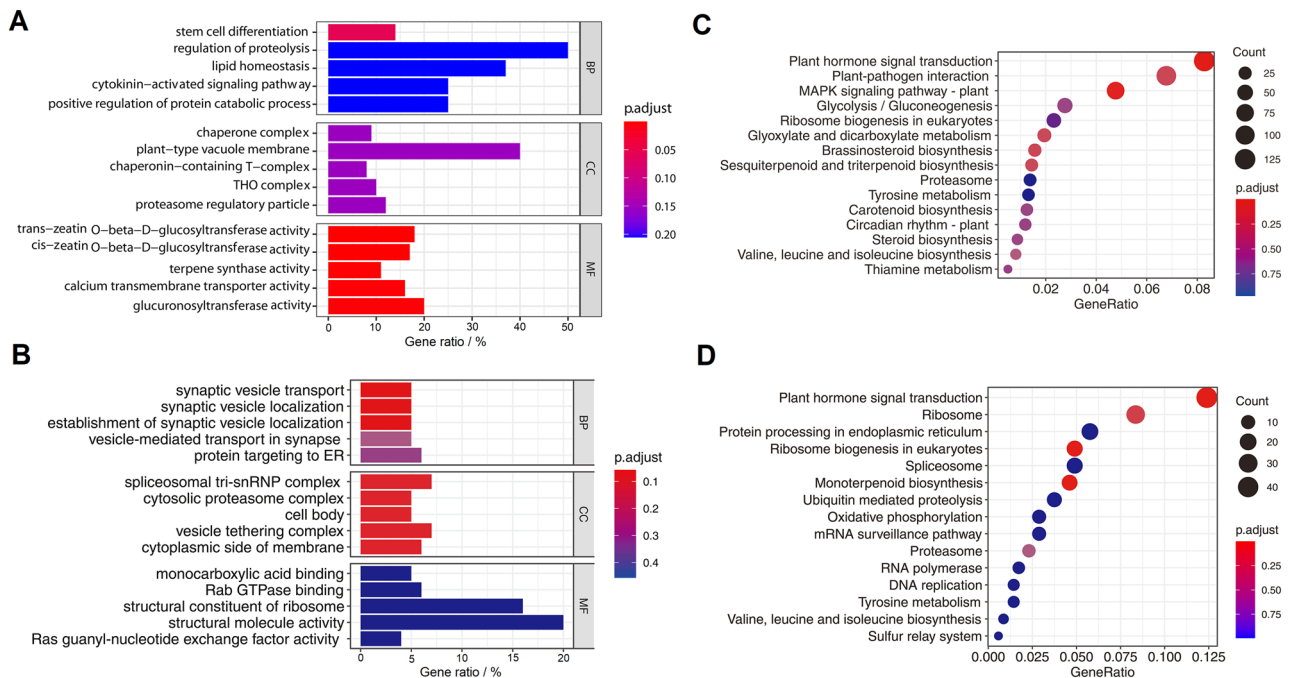 A
stem cell differentiation
regulation of proteolysis
lipid homeostasis
cytokinin−activated signaling pathway
positive regulation of protein catabolic process
BP
chaperone complex
plant−type vacuole membrane
chaperonin−containing T−complex
THO complex
proteasome regulatory particle
CC
trans−zeatin O−beta−D−glucosyltransferase activity
cis−zeatin O−beta−D−glucosyltransferase activity
terpene synthase activity
calcium transmembrane transporter activity
glucuronosyltransferase activity
MF
0 10 20 30 40 50
Gene ratio / %
p.adjust
0.05
0.10
0.15
0.20
B
synaptic vesicle transport
synaptic vesicle localization
establishment of synaptic vesicle localization
vesicle-mediated transport in synapse
protein targeting to ER
BP
spliceosomal tri-snRNP complex
cytosolic proteasome complex
cell body
vesicle tethering complex
cytoplasmic side of membrane
CC
monocarboxylic acid binding
Rab GTPase binding
structural constituent of ribosome
structural molecule activity
Ras guanyl-nucleotide exchange factor activity
MF
0 5 10 15 20
Gene ratio / %
p.adjust
0.1
0.2
0.3
0.4
C
Plant hormone signal transduction
Plant-pathogen interaction
MAPK signaling pathway - plant
Glycolysis / Gluconeogenesis
Ribosome biogenesis in eukaryotes
Glyoxylate and dicarboxylate metabolism
Brassinosteroid biosynthesis
Sesquiterpenoid and triterpenoid biosynthesis
Proteasome
Tyrosine metabolism
Carotenoid biosynthesis
Circadian rhythm - plant
Steroid biosynthesis
Valine, leucine and isoleucine biosynthesis
Thiamine metabolism
0.02 0.04 0.06 0.08
GeneRatio
Count
25
50
75
100
125
p.adjust
0.25
0.50
0.75
D
Plant hormone signal transduction
Ribosome
Protein processing in endoplasmic reticulum
Ribosome biogenesis in eukaryotes
Spliceosome
Monoterpenoid biosynthesis
Ubiquitin mediated proteolysis
Oxidative phosphorylation
mRNA surveillance pathway
Proteasome
RNA polymerase
DNA replication
Tyrosine metabolism
Valine, leucine and isoleucine biosynthesis
Sulfur relay system
0.000 0.025 0.050 0.075 0.100 0.125
GeneRatio
Count
10
20
30
40
p.adjust
0.25
0.50
0.75